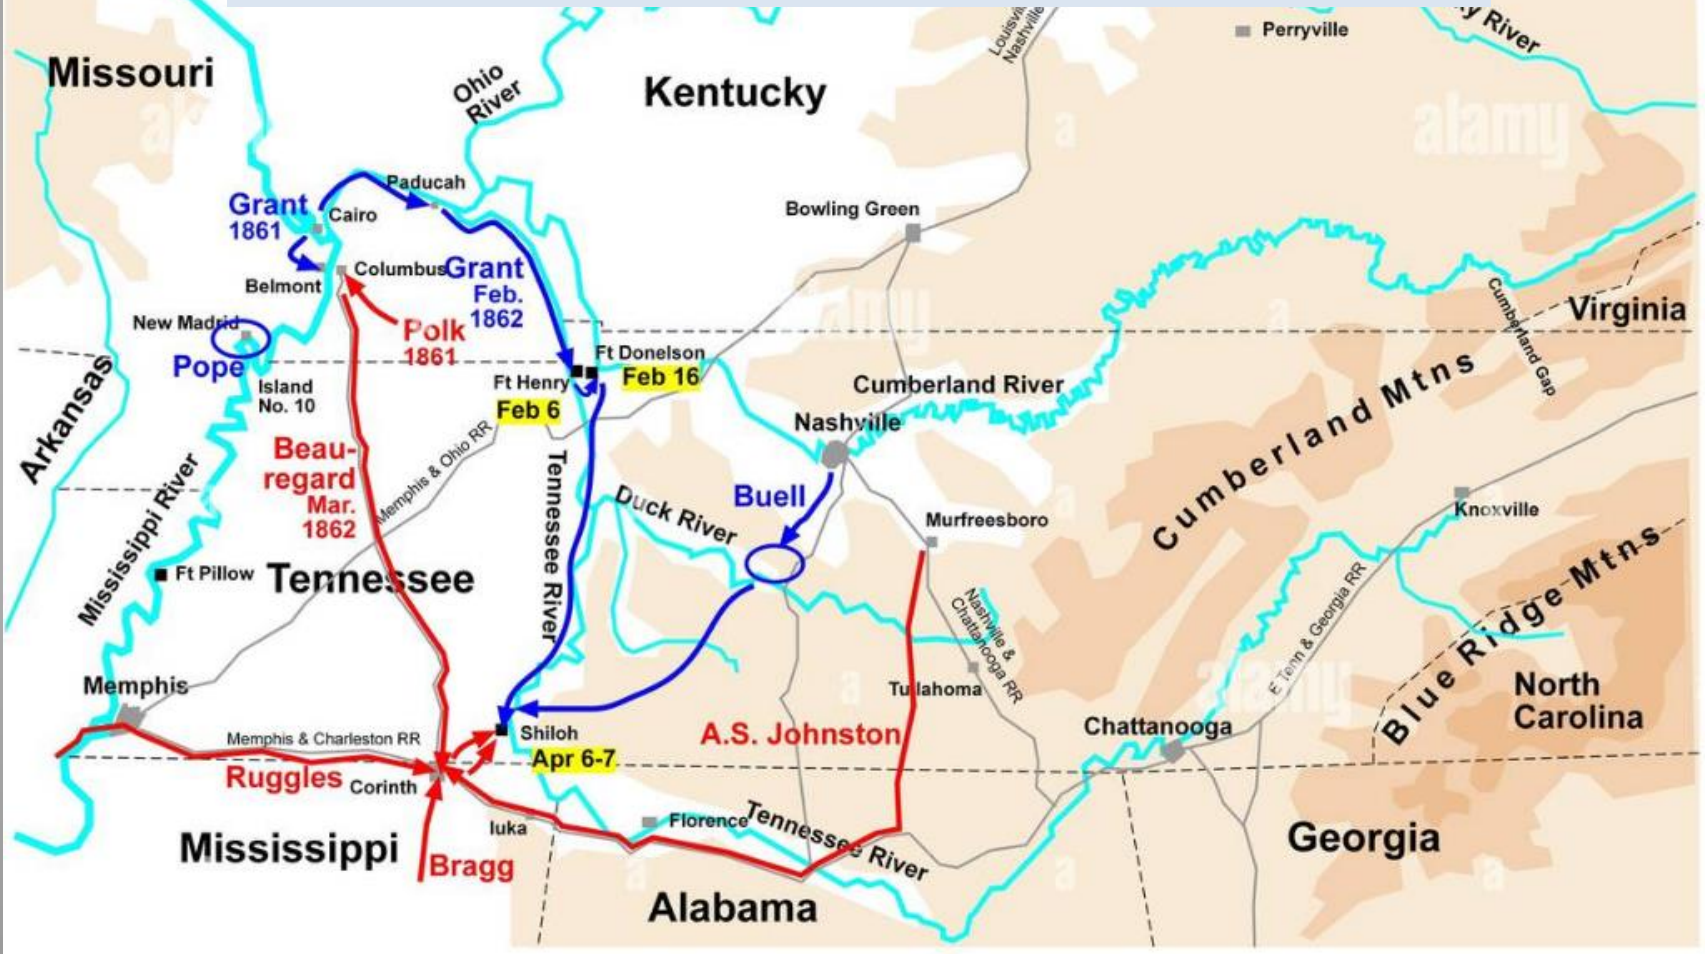 Missouri
Ohio
River
Kentucky
Louisvi
Nashville
Perryville
River
alamy
a
a
Paducah
Grant
1861
Cairo
Bowling Green
Columbus
Belmont
Grant
Feb.
1862
New Madrid
Polk
1861
Pope
alamy
a
Cumberland Gap
Virginia
Arkansas
Island
No. 10
Ft Henry
Feb 6
Ft Donelson
Feb 16
Cumberland River
Nashville
Cumberland Mtns
Beau-
regard
Mar.
1862
Memphis & Ohio RR
Mississippi River
Tennessee River
Duck River
Buell
Murfreesboro
a
Knoxville
Ft Pillow
Tennessee
Nashville &
Chattanooga RR
E Tenn & Georgia RR
Blue Ridge Mtns
Memphis
a
Tullahoma
alamy
North
Carolina
Memphis & Charleston RR
Shiloh
Apr 6-7
A.S. Johnston
Chattanooga
Ruggles
Corinth
Iuka
Florence
Tennessee River
Mississippi
Bragg
a
a
a
Alabama
Georgia